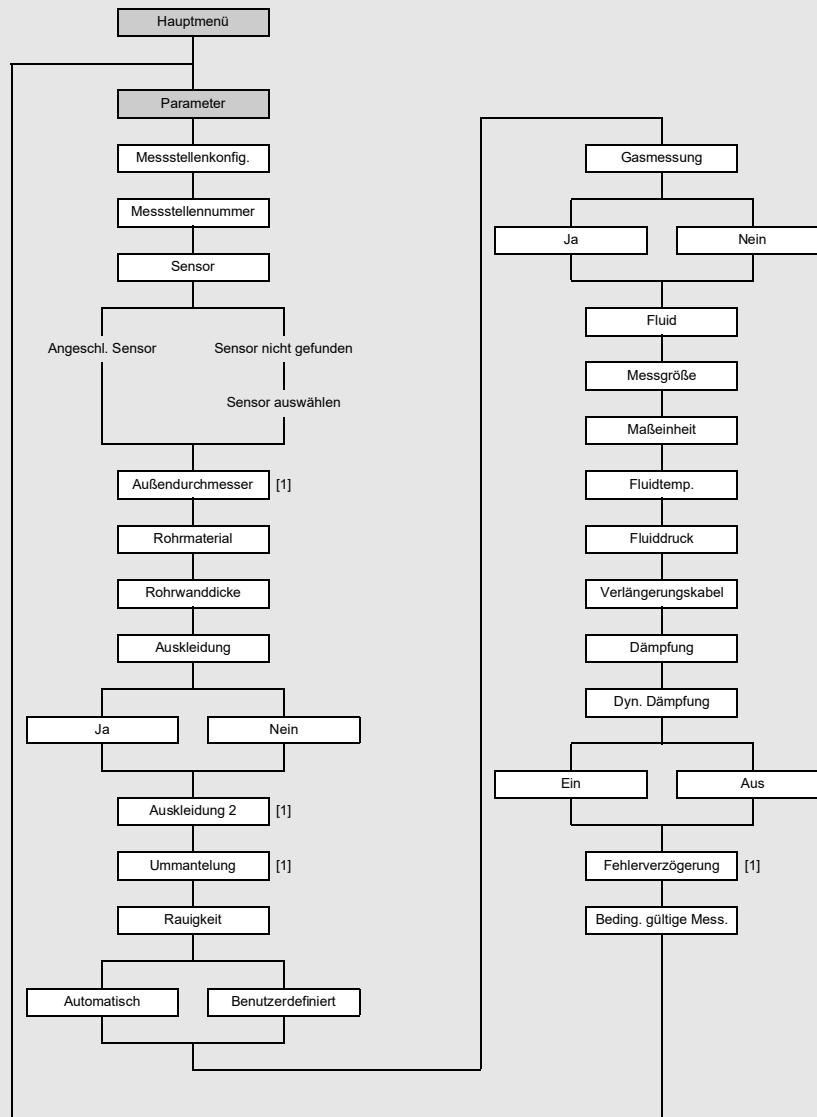 Hauptmenü
Parameter
Messstellenkonfig.
Messstellennummer
Sensor
Angeschl. Sensor
Sensor nicht gefunden
Sensor auswählen
Außendurchmesser [1]
Rohrmaterial
Rohrwanddicke
Auskleidung
Ja
Nein
Auskleidung 2 [1]
Ummantelung [1]
Rauigkeit
Automatisch
Benutzerdefiniert
Gasmessung
Ja
Nein
Fluid
Messgröße
Maßeinheit
Fluidtemp.
Fluiddruck
Verlängerungskabel
Dämpfung
Dyn. Dämpfung
Ein
Aus
Fehlerverzögerung [1]
Beding. gültige Mess.